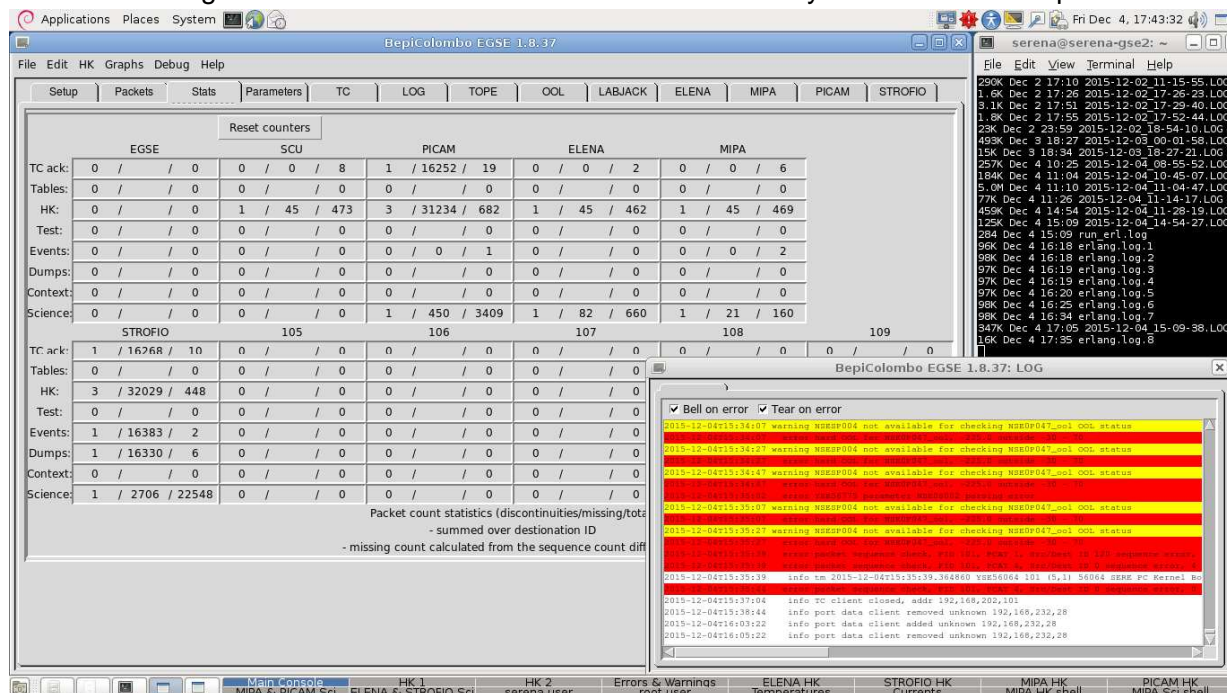 Applications Places System Fri Dec 4, 17:43:32
BepiColombo EGSE 1.8.37
serena@serena-gse2: ~
File Edit HK Graphs Debug Help
File Edit View Terminal Help
Setup Packets Stats Parameters TC LOG TOPE OOL LABJACK ELENA MIPA PICAM STROFIO
Reset counters
EGSE SCU PICAM ELENA MIPA
TC ack: 0 / / 0 0 / 0 / 8 1 / 16252 / 19 0 / 0 / 2 0 / 0 / 6
Tables: 0 / / 0 0 / / 0 0 / / 0 0 / / 0 0 / / 0
HK: 0 / / 0 1 / 45 / 473 3 / 31234 / 682 1 / 45 / 462 1 / 45 / 469
Test: 0 / / 0 0 / / 0 0 / / 0 0 / / 0 0 / / 0
Events: 0 / / 0 0 / / 0 0 / 0 / 1 0 / / 0 0 / 0 / 2
Dumps: 0 / / 0 0 / / 0 0 / / 0 0 / / 0 0 / / 0
Context: 0 / / 0 0 / / 0 0 / / 0 0 / / 0 0 / / 0
Science: 0 / / 0 0 / / 0 1 / 450 / 3409 1 / 82 / 660 1 / 21 / 160
STROFIO 105 106 107 108 109
TC ack: 1 / 16268 / 10 0 / / 0 0 / / 0 0 / / 0 0 / / 0 0 / / 0
Tables: 0 / / 0 0 / / 0 0 / / 0 0 / / 0
HK: 3 / 32029 / 448 0 / / 0 0 / / 0 0 / / 0
Test: 0 / / 0 0 / / 0 0 / / 0 0 / / 0
Events: 1 / 16383 / 2 0 / / 0 0 / / 0 0 / / 0
Dumps: 1 / 16330 / 6 0 / / 0 0 / / 0 0 / / 0
Context: 0 / / 0 0 / / 0 0 / / 0 0 / / 0
Science: 1 / 2706 / 22548 0 / / 0 0 / / 0 0 / / 0
Packet count statistics (discontinuities/missing/tota
- summed over destionation ID
- missing count calculated from the sequence count diff
290K Dec 2 17:10 2015-12-02_11-15-55.LOG
1.6K Dec 2 17:26 2015-12-02_17-26-23.LOG
3.1K Dec 2 17:51 2015-12-02_17-29-40.LOG
1.8K Dec 2 17:55 2015-12-02_17-52-44.LOG
23K Dec 2 23:59 2015-12-02_18-54-10.LOG
493K Dec 3 18:27 2015-12-03_00-01-58.LOG
15K Dec 3 18:34 2015-12-03_18-27-21.LOG
257K Dec 4 10:25 2015-12-04_08-55-52.LOG
184K Dec 4 11:04 2015-12-04_10-45-07.LOG
5.0M Dec 4 11:10 2015-12-04_11-04-47.LOG
77K Dec 4 11:26 2015-12-04_11-14-17.LOG
459K Dec 4 14:54 2015-12-04_11-28-19.LOG
125K Dec 4 15:09 2015-12-04_14-54-27.LOG
284 Dec 4 15:09 run_erl.log
96K Dec 4 16:18 erlang.log.1
98K Dec 4 16:18 erlang.log.2
97K Dec 4 16:19 erlang.log.3
97K Dec 4 16:19 erlang.log.4
97K Dec 4 16:20 erlang.log.5
98K Dec 4 16:25 erlang.log.6
98K Dec 4 16:34 erlang.log.7
347K Dec 4 17:05 2015-12-04_15-09-38.LOG
16K Dec 4 17:35 erlang.log.8
BepiColombo EGSE 1.8.37: LOG
Bell on error Tear on error
2015-12-04T15:34:07 warning NSESP004 not available for checking NSE0P047_ool OOL status
2015-12-04T15:34:27 warning NSESP004 not available for checking NSE0P047_ool OOL status
2015-12-04T15:34:47 warning NSESP004 not available for checking NSE0P047_ool OOL status
2015-12-04T15:35:07 warning NSESP004 not available for checking NSE0P047_ool OOL status
2015-12-04T15:35:27 warning NSESP004 not available for checking NSE0P047_ool OOL status
2015-12-04T15:35:39 info tm 2015-12-04T15:35:39.364860 YSE56064 101 (5,1) 56064 SERE PC Kernel Bo
2015-12-04T15:37:04 info TC client closed, addr 192,168,202,101
2015-12-04T15:38:44 info port data client removed unknown 192,168,232,28
2015-12-04T16:03:22 info port data client added unknown 192,168,232,28
2015-12-04T16:05:22 info port data client removed unknown 192,168,232,28
Main Console HK 1 HK 2 Errors & Warnings ELENA HK STROFIO HK MIPA HK PICAM HK
MIPA & PICAM Sci ELENA & STROFIO Sci serena user root user Temperatures Currents MIPA HK shell MIPA Sci shell